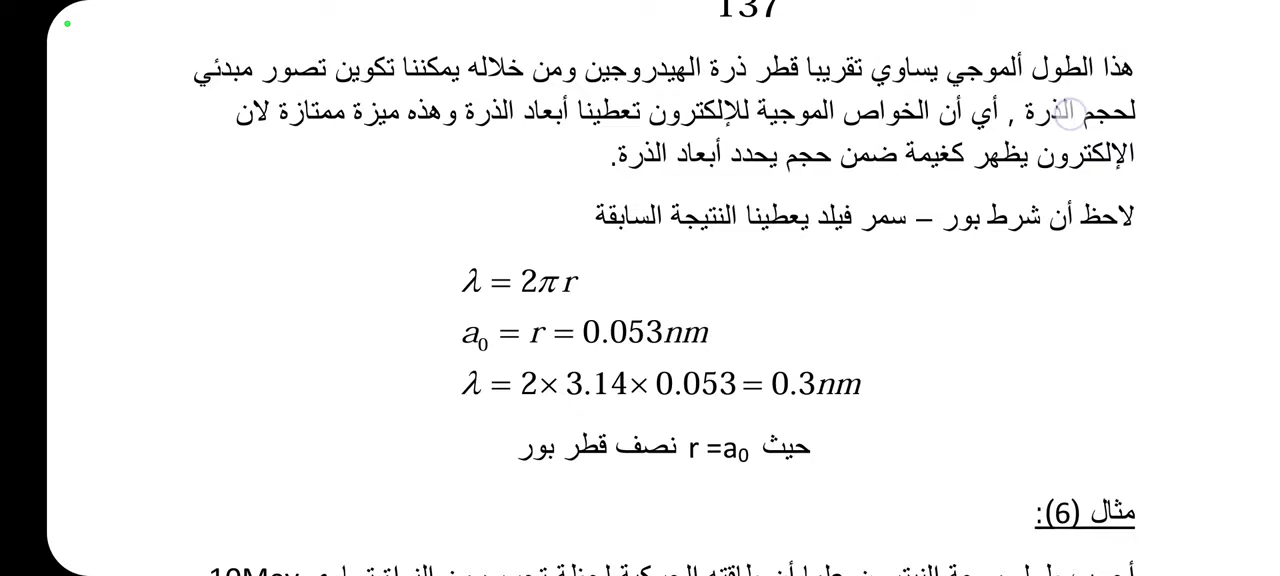 137
هذا الطول ألموجي يساوي تقريبا قطر ذرة الهيدروجين ومن خلاله يمكننا تكوين تصور مبدئي
لحجم الذرة , أي أن الخواص الموجية للإلكترون تعطينا أبعاد الذرة وهذه ميزة ممتازة لان
الإلكترون يظهر كغيمة ضمن حجم يحدد أبعاد الذرة.
لاحظ أن شرط بور – سمر فيلد يعطينا النتيجة السابقة
λ = 2π r
a₀ = r = 0.053nm
λ = 2× 3.14× 0.053 = 0.3nm
حيث r =a₀ نصف قطر بور
مثال (6):